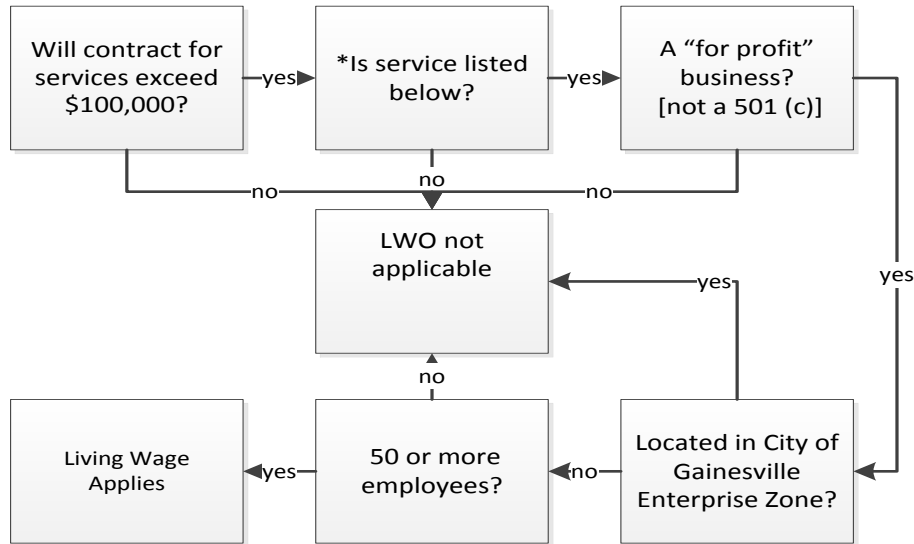 Will contract for
services exceed
$100,000?
yes
*Is service listed
below?
yes
A “for profit”
business?
[not a 501 (c)]
no
no
no
LWO not
applicable
yes
yes
no
Living Wage
Applies
yes
50 or more
employees?
no
Located in City of
Gainesville
Enterprise Zone?